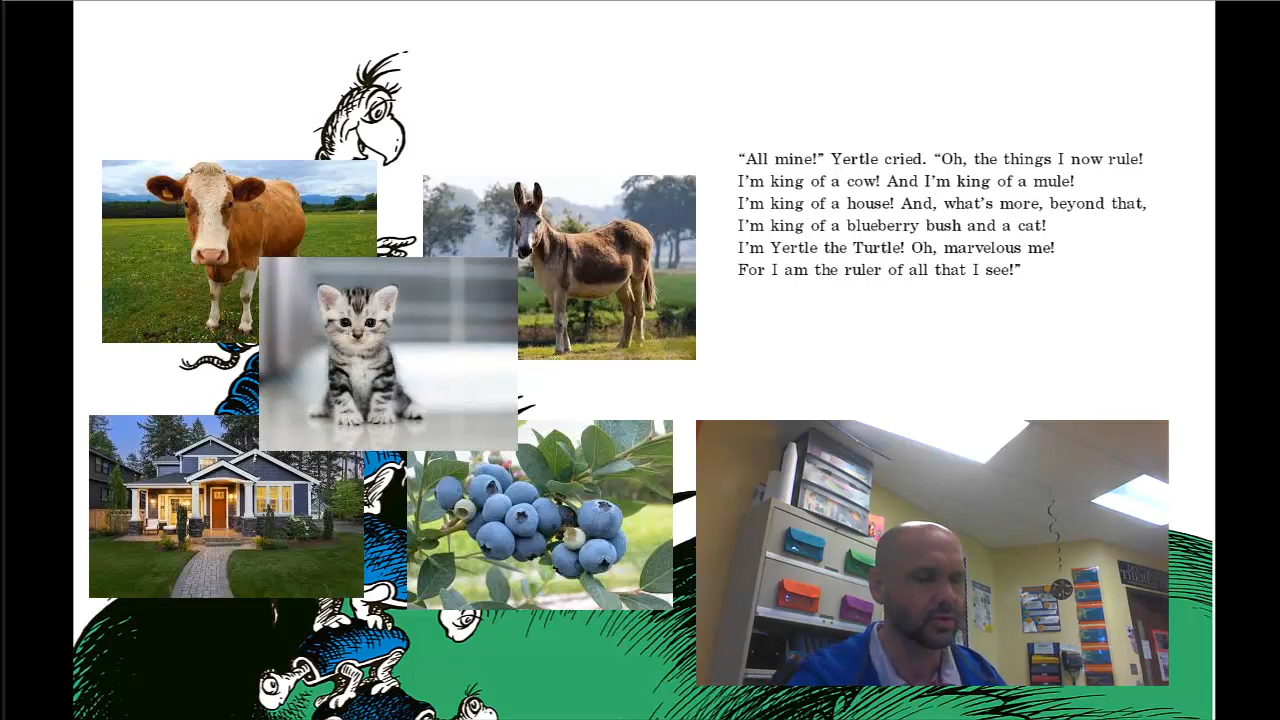 “All mine!” Yertle cried. “Oh, the things I now rule!
I’m king of a cow! And I’m king of a mule!
I’m king of a house! And, what’s more, beyond that,
I’m king of a blueberry bush and a cat!
I’m Yertle the Turtle! Oh, marvelous me!
For I am the ruler of all that I see!”